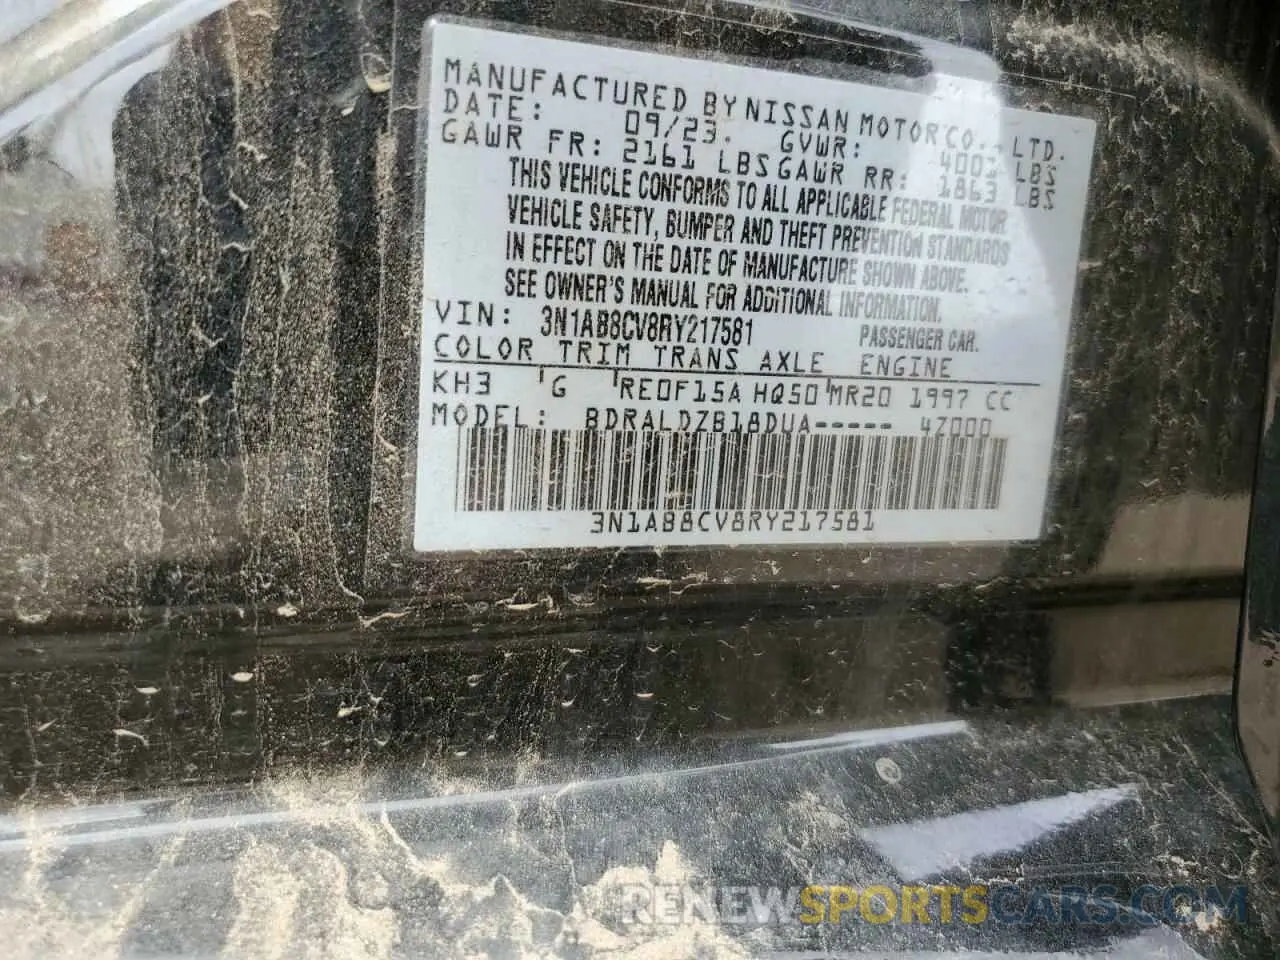 MANUFACTURED BY NISSAN MOTOR CO., LTD.
DATE: 09/23. GVWR: LBS
GAWR FR: 2161 LBS GAWR RR: 1863 LBS
THIS VEHICLE CONFORMS TO ALL APPLICABLE FEDERAL MOTOR
VEHICLE SAFETY, BUMPER AND THEFT PREVENTION STANDARDS
IN EFFECT ON THE DATE OF MANUFACTURE SHOWN ABOVE.
SEE OWNER'S MANUAL FOR ADDITIONAL INFORMATION.
VIN: 3N1AB8CV8RY217581 PASSENGER CAR.
COLOR TRIM TRANS AXLE ENGINE
KH3 G RE0F15A HQ50 MR20 1997 CC
MODEL: BDRALDZB18DUA----- 4Z000
3N1AB8CV8RY217581
RENEWSPORTSCARS.COM